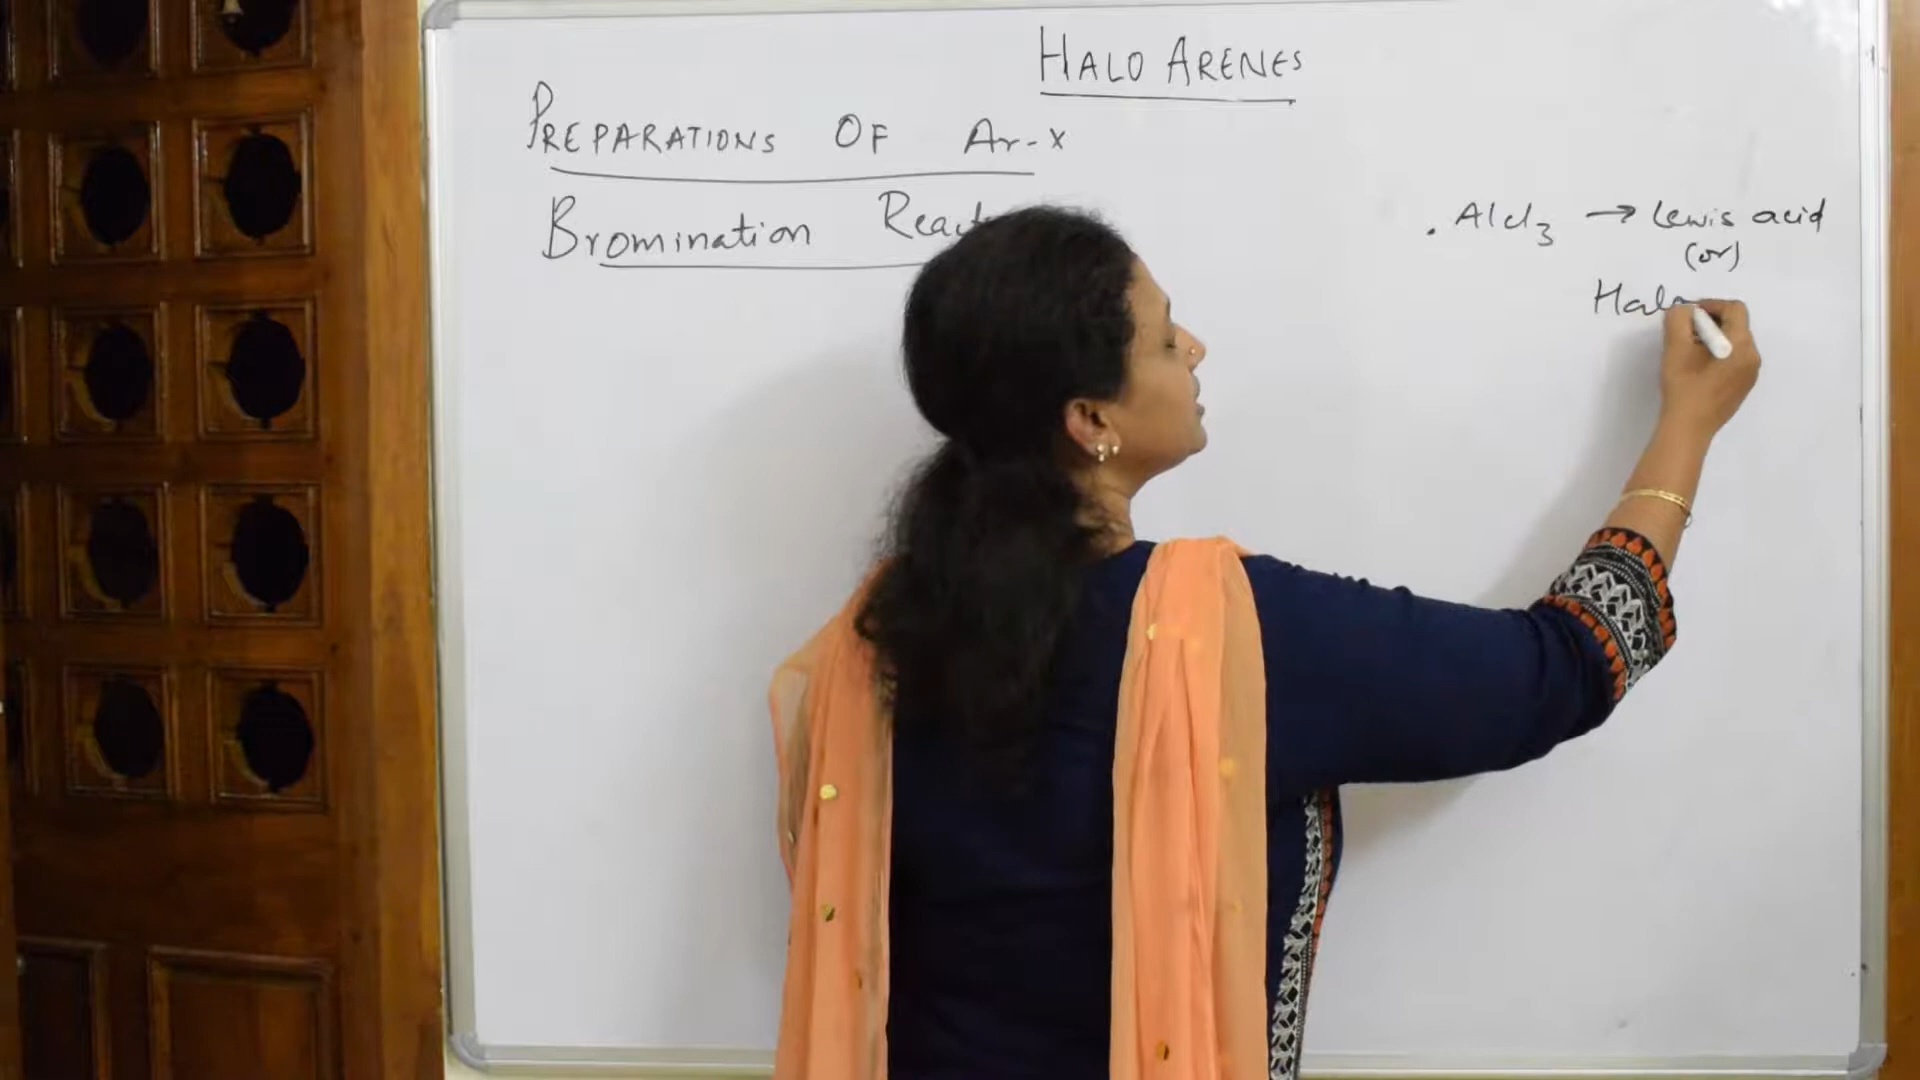 HALO ARENES
PREPARATIONS OF Ar-X
Bromination
. AlCl3 → Lewis acid
(or)